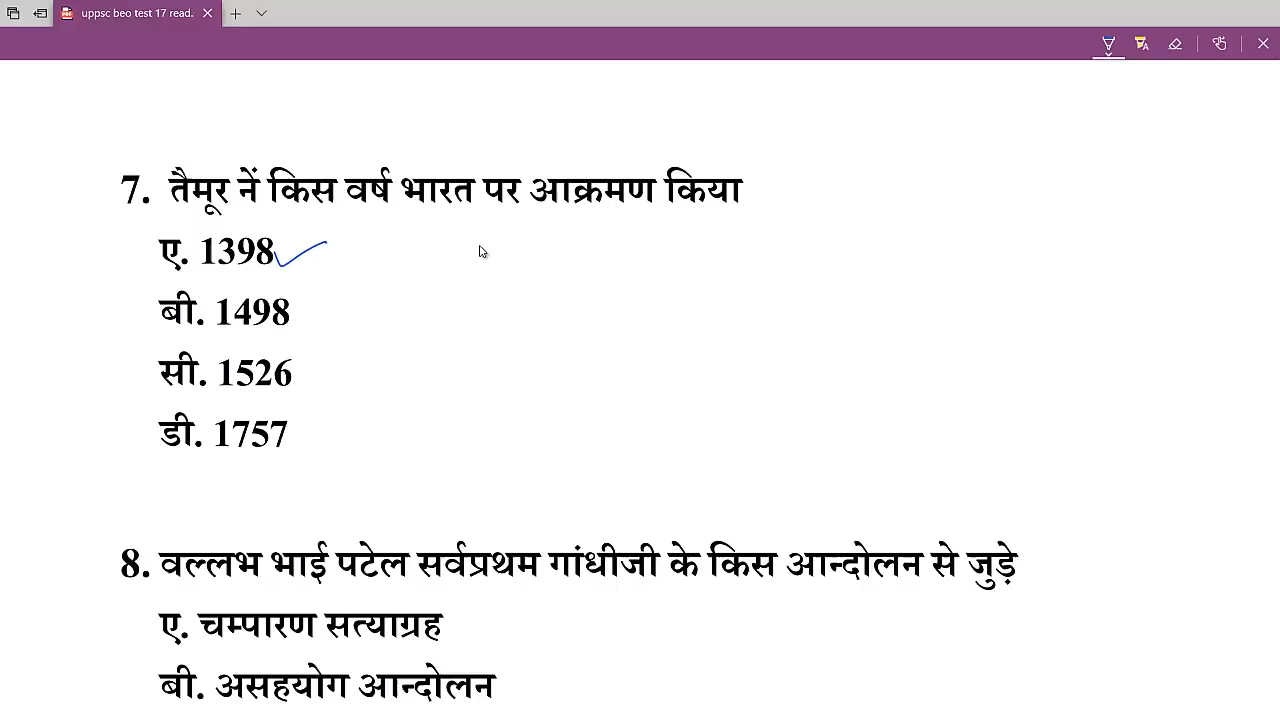 uppsc beo test 17 read.
7. तैमूर नें किस वर्ष भारत पर आक्रमण किया
ए. 1398
बी. 1498
सी. 1526
डी. 1757
8. वल्लभ भाई पटेल सर्वप्रथम गांधीजी के किस आन्दोलन से जुड़े
ए. चम्पारण सत्याग्रह
बी. असहयोग आन्दोलन